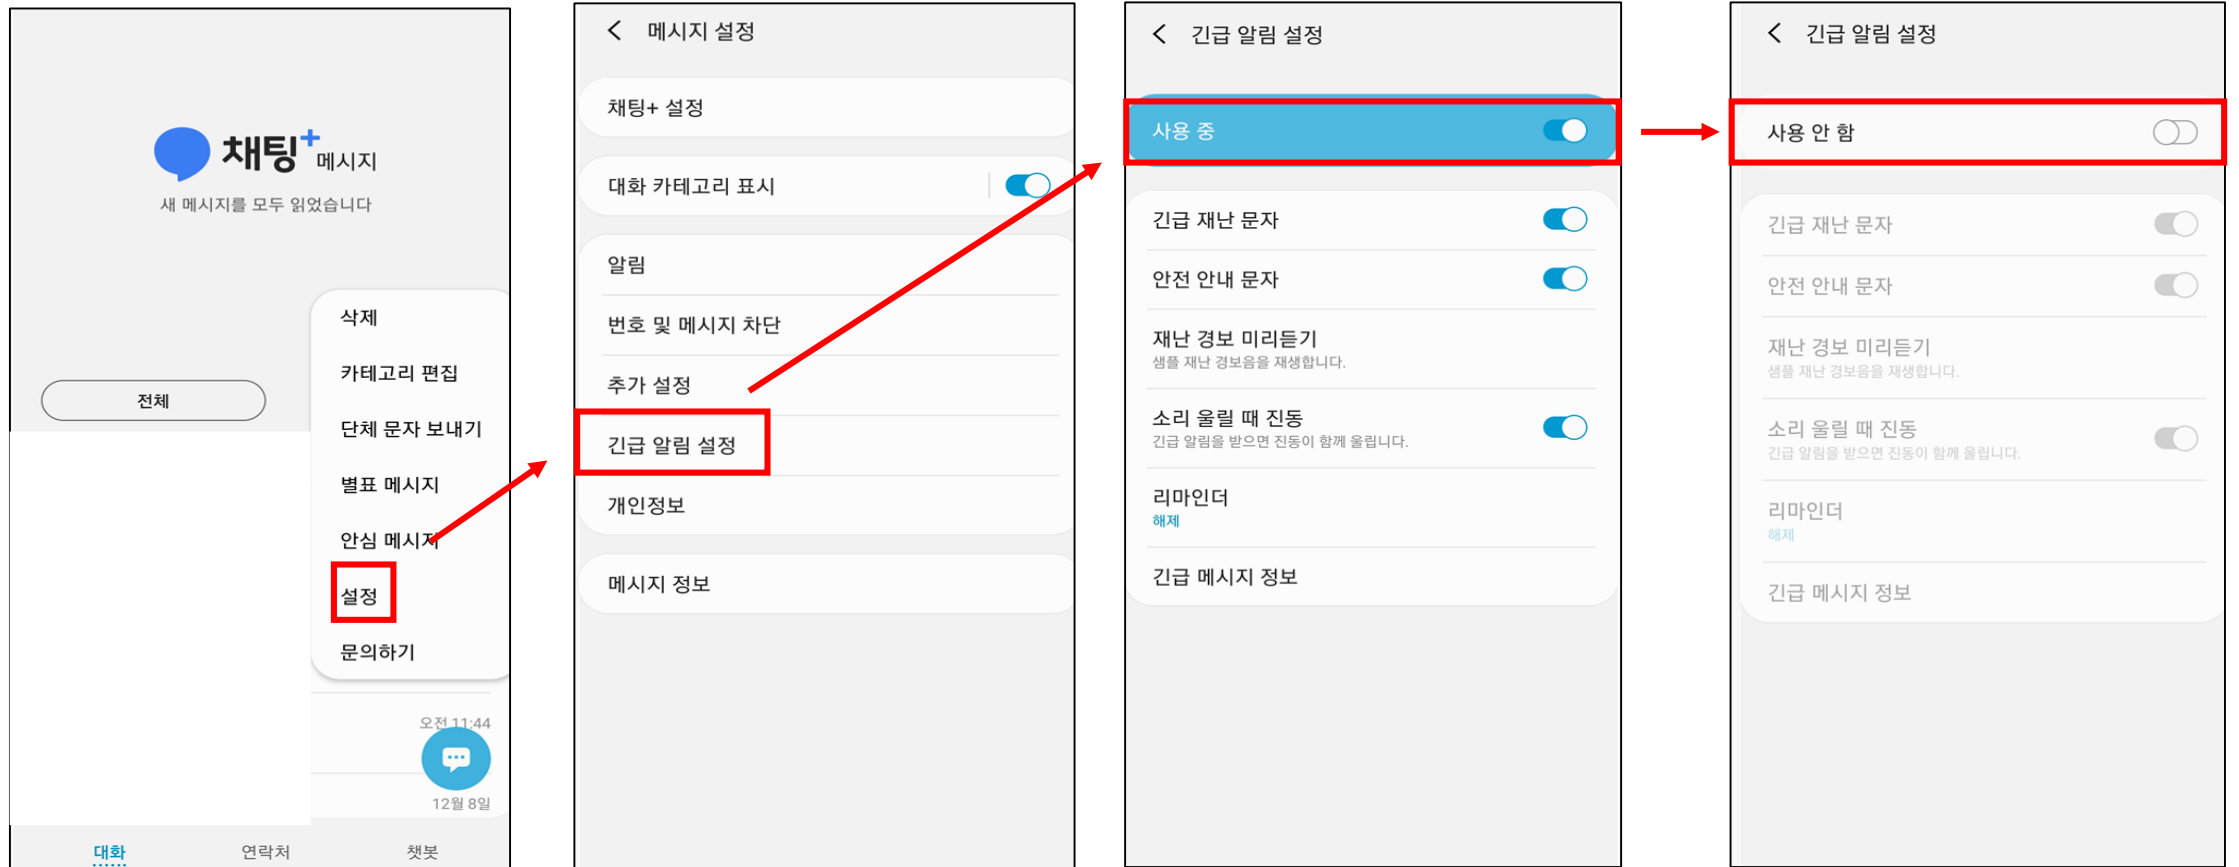 채팅+ 메시지
새 메시지를 모두 읽었습니다
전체
삭제
카테고리 편집
단체 문자 보내기
별표 메시지
안심 메시지
설정
문의하기
오전 11:44
12월 8일
대화
연락처
챗봇
메시지 설정
채팅+ 설정
대화 카테고리 표시
알림
번호 및 메시지 차단
추가 설정
긴급 알림 설정
개인정보
메시지 정보
긴급 알림 설정
사용 중
긴급 재난 문자
안전 안내 문자
재난 경보 미리듣기
샘플 재난 경보음을 재생합니다.
소리 울릴 때 진동
긴급 알림을 받으면 진동이 함께 울립니다.
리마인더
해제
긴급 메시지 정보
긴급 알림 설정
사용 안 함
긴급 재난 문자
안전 안내 문자
재난 경보 미리듣기
샘플 재난 경보음을 재생합니다.
소리 울릴 때 진동
긴급 알림을 받으면 진동이 함께 울립니다.
리마인더
해제
긴급 메시지 정보